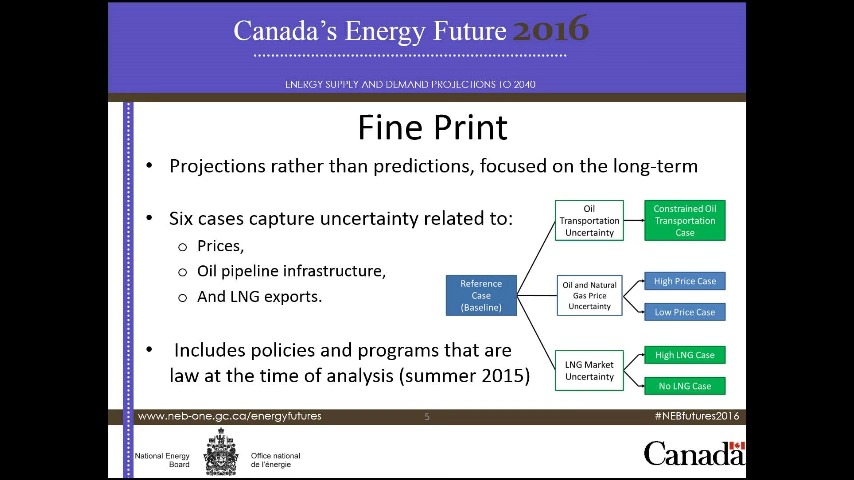 Canada's Energy Future 2016
ENERGY SUPPLY AND DEMAND PROJECTIONS TO 2040
Fine Print
• Projections rather than predictions, focused on the long-term
• Six cases capture uncertainty related to:
o Prices,
o Oil pipeline infrastructure,
o And LNG exports.
• Includes policies and programs that are
law at the time of analysis (summer 2015)
Reference
Case
(Baseline)
Oil
Transportation
Uncertainty
Constrained Oil
Transportation
Case
Oil and Natural
Gas Price
Uncertainty
High Price Case
Low Price Case
LNG Market
Uncertainty
High LNG Case
No LNG Case
www.neb-one.gc.ca/energyfutures
5
#NEBfutures2016
National Energy
Board
Office national
de l'énergie
Canada